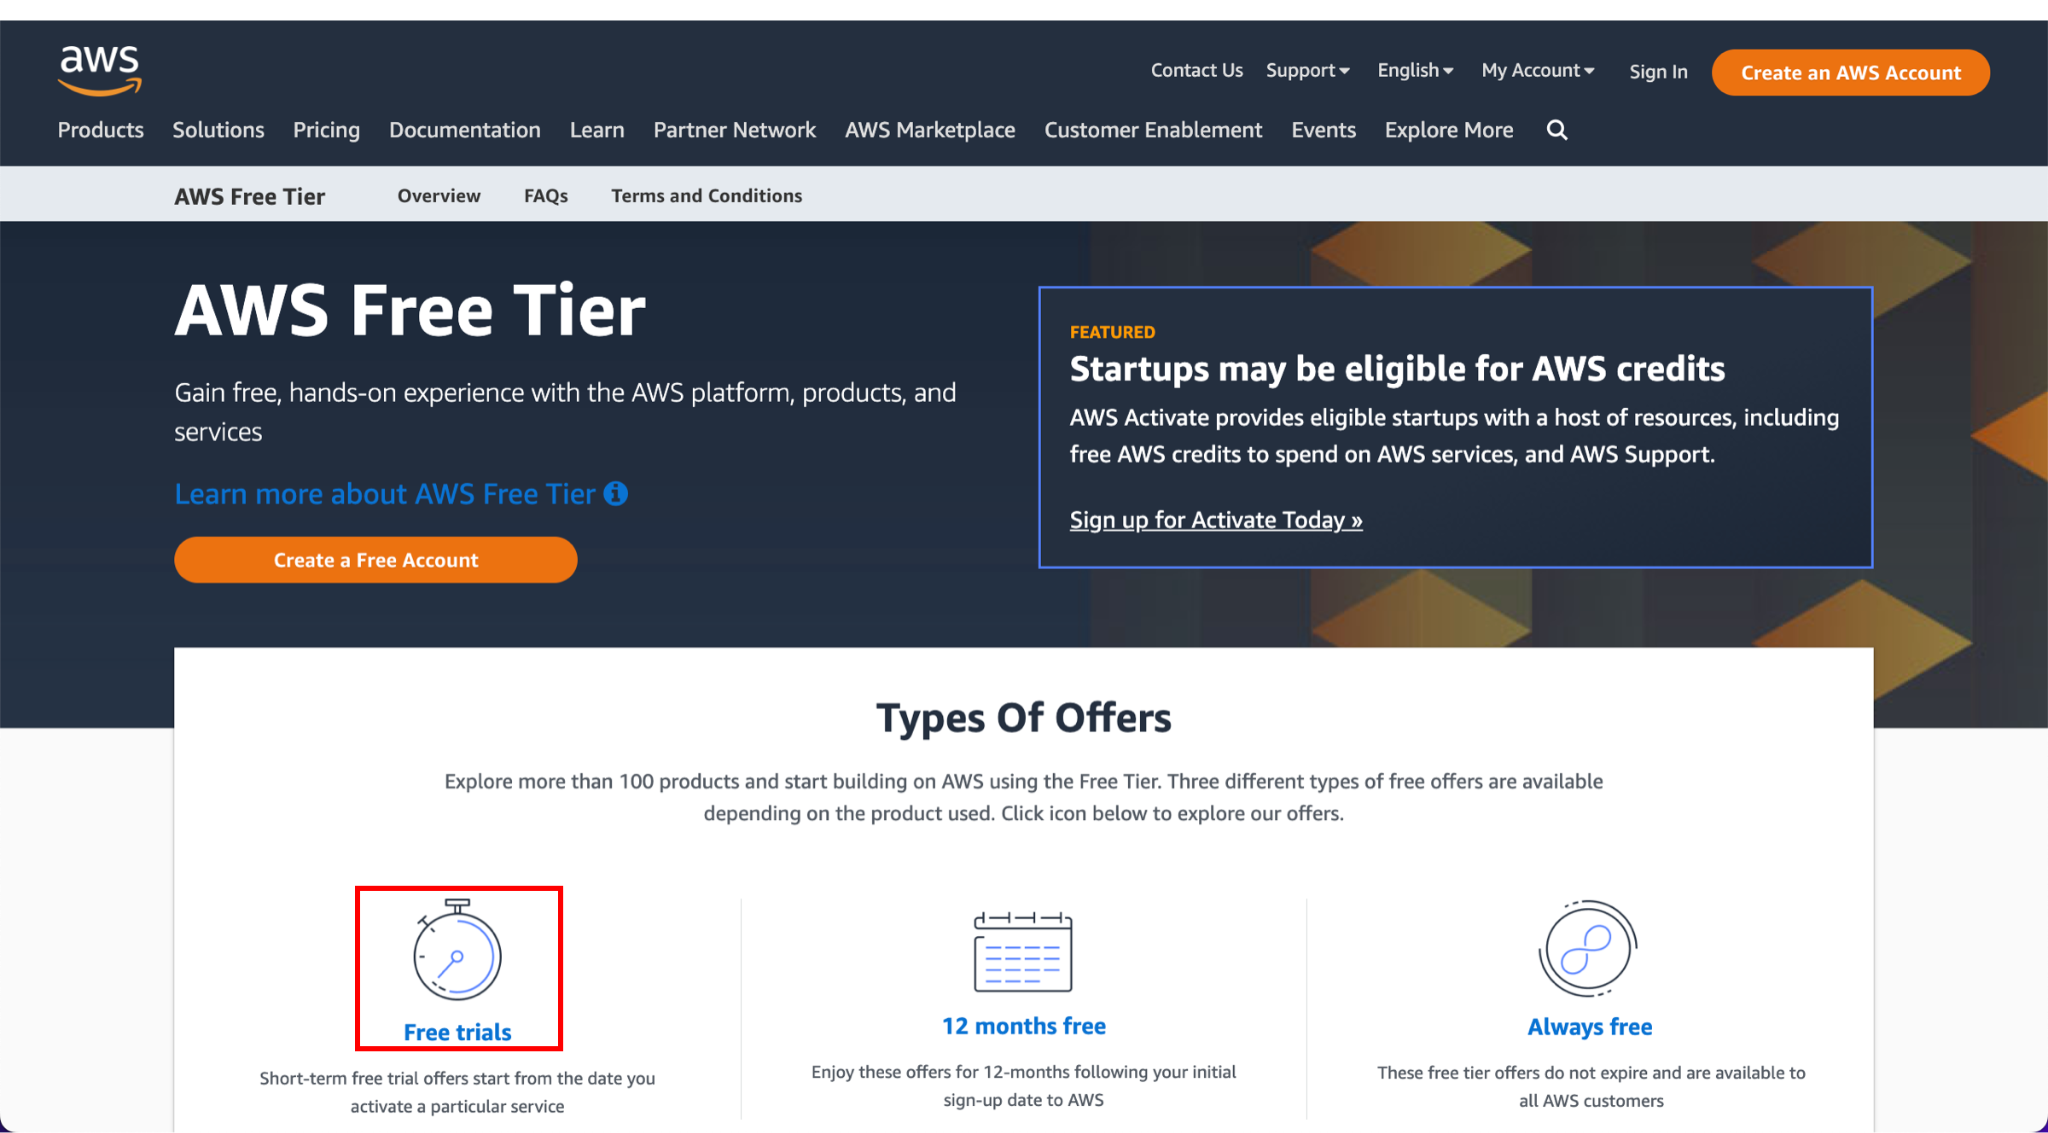 aws
Contact Us Support English My Account Sign In Create an AWS Account
Products Solutions Pricing Documentation Learn Partner Network AWS Marketplace Customer Enablement Events Explore More
AWS Free Tier Overview FAQs Terms and Conditions
AWS Free Tier
Gain free, hands-on experience with the AWS platform, products, and
services
Learn more about AWS Free Tier
Create a Free Account
FEATURED
Startups may be eligible for AWS credits
AWS Activate provides eligible startups with a host of resources, including
free AWS credits to spend on AWS services, and AWS Support.
Sign up for Activate Today »
Types Of Offers
Explore more than 100 products and start building on AWS using the Free Tier. Three different types of free offers are available
depending on the product used. Click icon below to explore our offers.
Free trials
Short-term free trial offers start from the date you
activate a particular service
12 months free
Enjoy these offers for 12-months following your initial
sign-up date to AWS
Always free
These free tier offers do not expire and are available to
all AWS customers